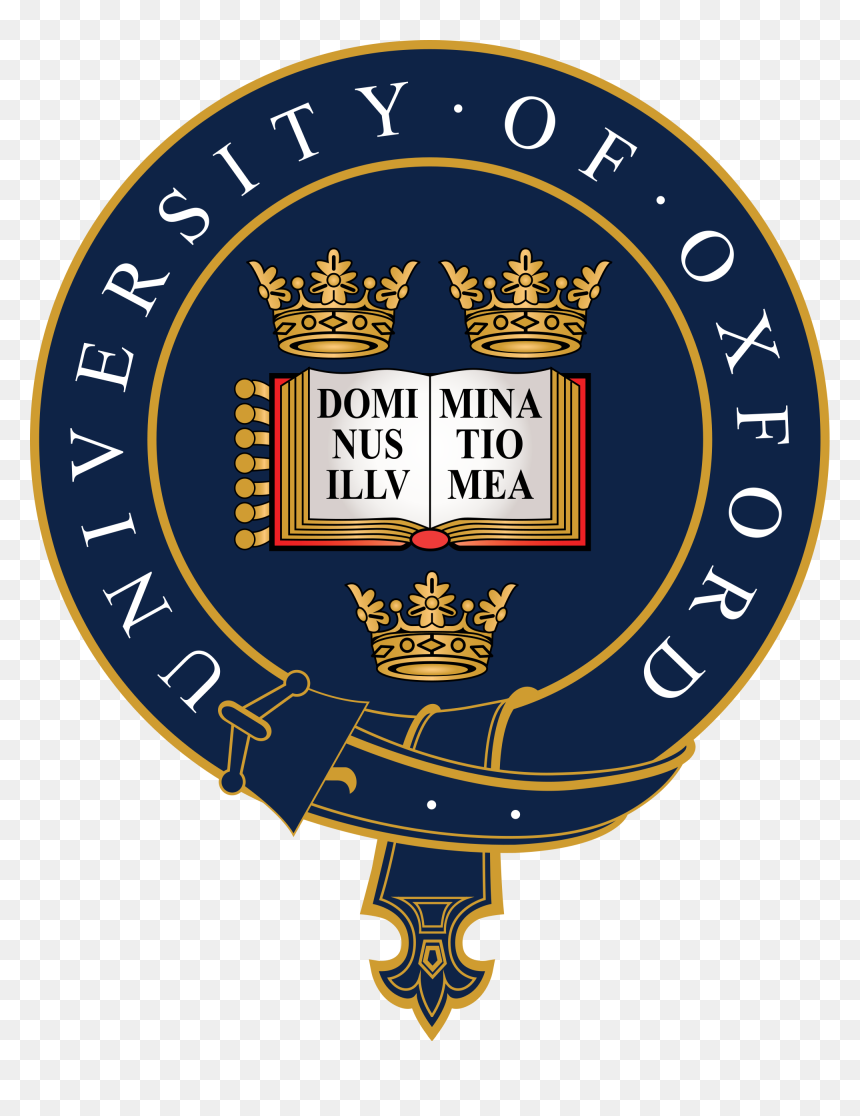 UNIVERSITY · OF · OXFORD
DOMI
NUS
ILLV
MINA
TIO
MEA